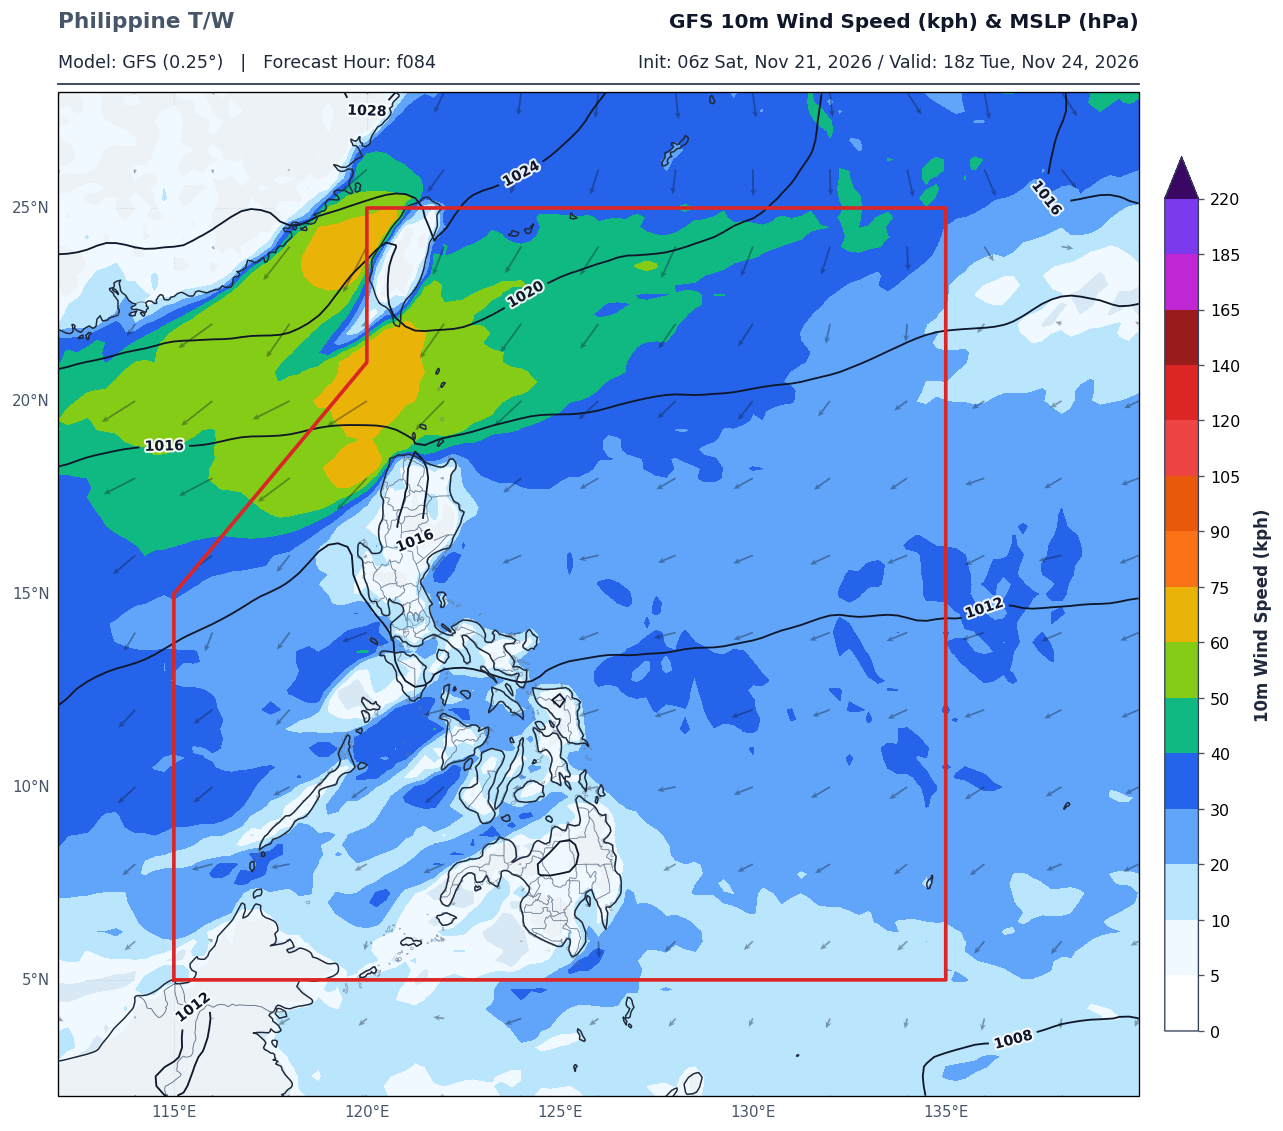 Philippine T/W
GFS 10m Wind Speed (kph) & MSLP (hPa)
Model: GFS (0.25°) | Forecast Hour: f084
Init: 06z Sat, Nov 21, 2026 / Valid: 18z Tue, Nov 24, 2026
1028
1024
1016
1020
1016
1016
1012
1012
1008
25°N
20°N
15°N
10°N
5°N
115°E
120°E
125°E
130°E
135°E
220
185
165
140
120
105
90
75
60
50
40
30
20
10
5
0
10m Wind Speed (kph)